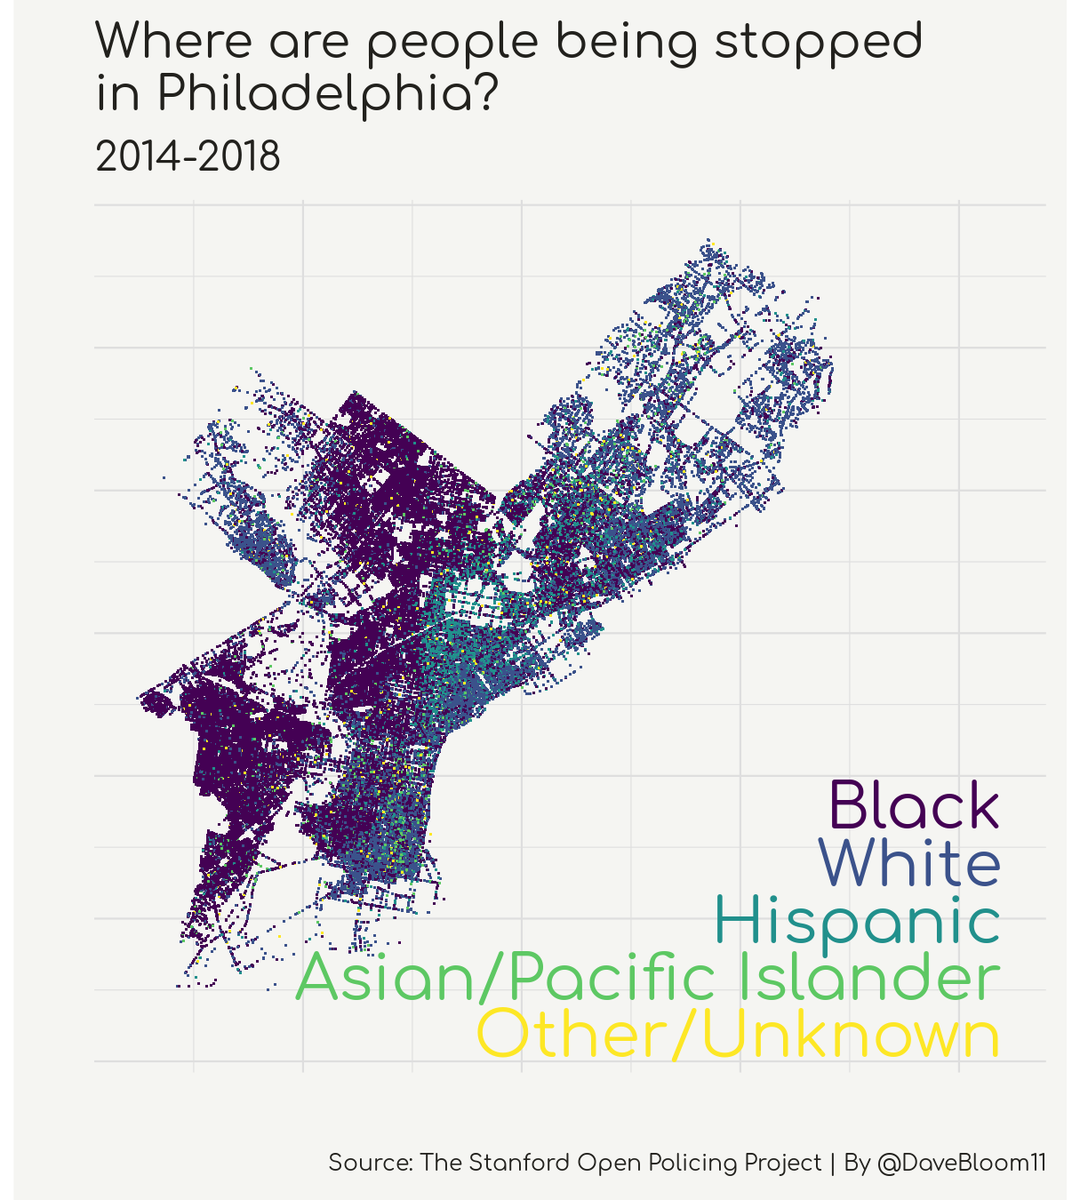 Where are people being stopped
in Philadelphia?
2014-2018
Black
White
Hispanic
Asian/Pacific Islander
Other/Unknown
Source: The Stanford Open Policing Project | By @DaveBloom11